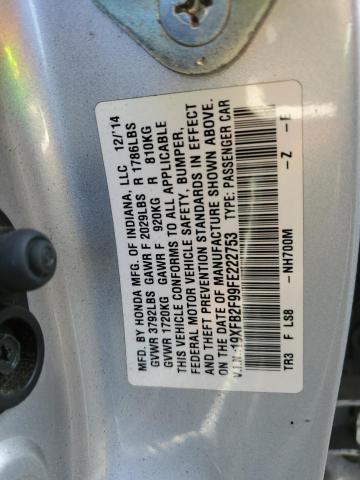 MFD. BY HONDA MFG. OF INDIANA, LLC 12/'14
GVWR 3792LBS GAWR F 2029LBS R 1786LBS
GVWR 1720KG GAWR F 920KG R 810KG
THIS VEHICLE CONFORMS TO ALL APPLICABLE
FEDERAL MOTOR VEHICLE SAFETY, BUMPER,
AND THEFT PREVENTION STANDARDS IN EFFECT
ON THE DATE OF MANUFACTURE SHOWN ABOVE.
V.I.N. 19XFB2F99FE222753 TYPE: PASSENGER CAR
TR3 F LS8 NH700M Z E